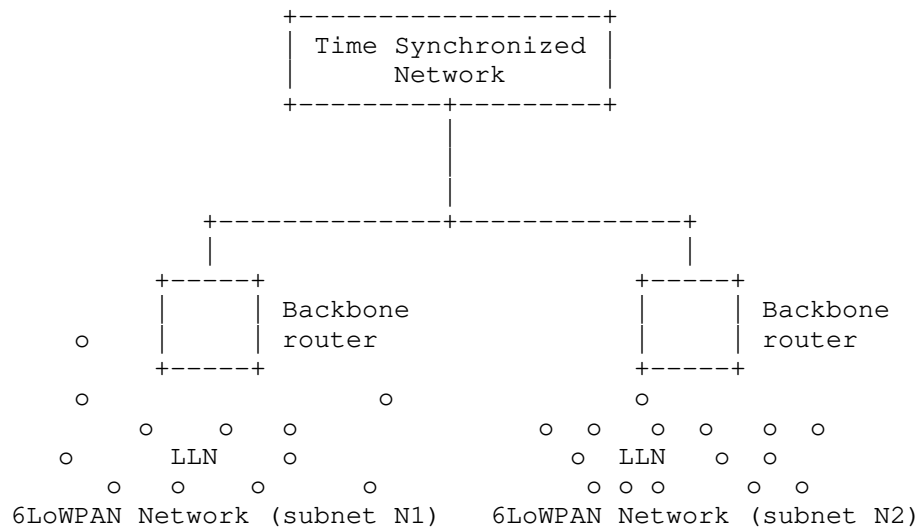 Time Synchronized
Network
Backbone Backbone
router router
o
o o o
o o o o o o o o o
o LLN o o LLN o o
o o o o o o o o o
6LoWPAN Network (subnet N1) 6LoWPAN Network (subnet N2)